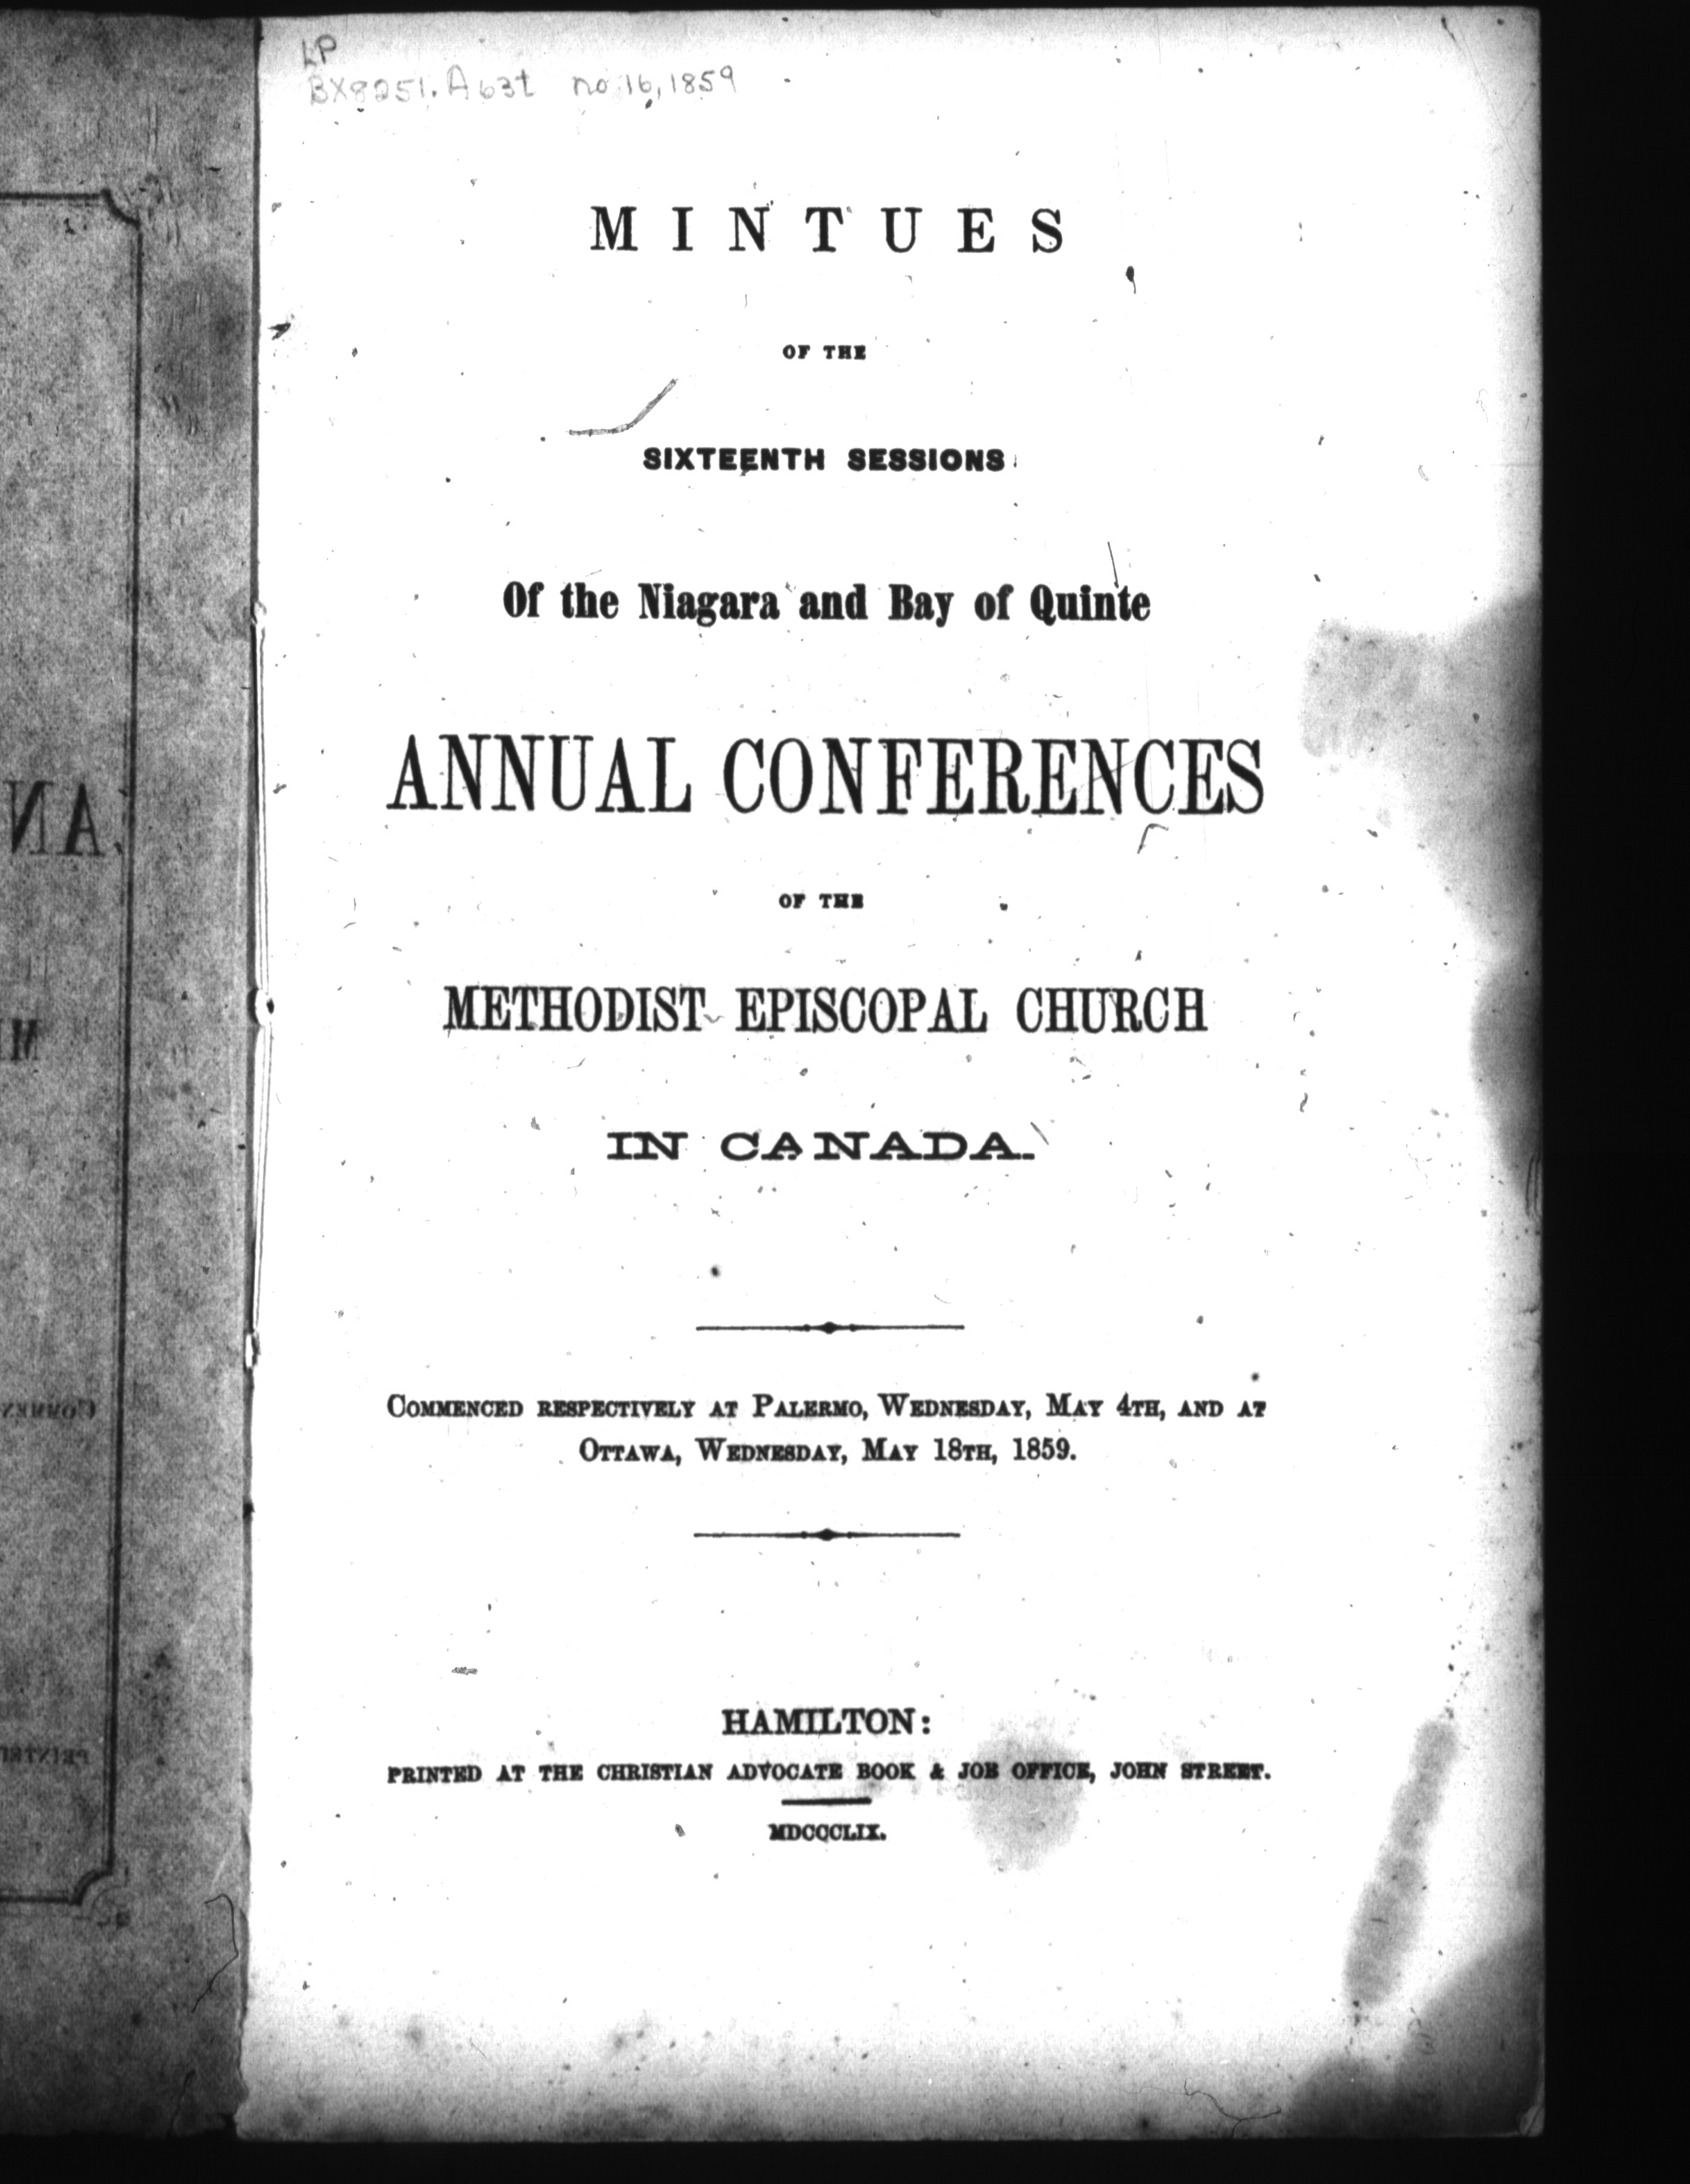 LP
BX8251.A63t no.16,1859
MINTUES
OF THE
SIXTEENTH SESSIONS
Of the Niagara and Bay of Quinte
ANNUAL CONFERENCES
OF THE
METHODIST EPISCOPAL CHURCH
IN CANADA.
COMMENCED RESPECTIVELY AT PALERMO, WEDNESDAY, MAY 4TH, AND AT
OTTAWA, WEDNESDAY, MAY 18TH, 1859.
HAMILTON:
PRINTED AT THE CHRISTIAN ADVOCATE BOOK & JOB OFFICE, JOHN STREET.
MDCCCLIX.